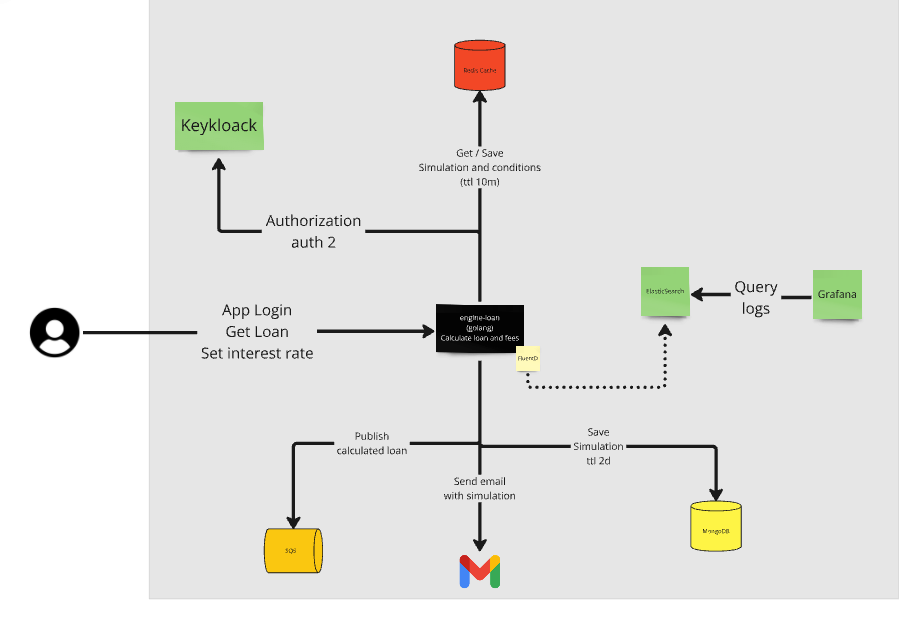 Redis Cache
Keykloack
Get / Save
Simulation and conditions
(ttl 10m)
Authorization
auth 2
App Login
Get Loan
Set interest rate
engine-loan
(golang)
Calculate loan and fees
FluentD
ElasticSearch
Query
logs
Grafana
Publish
calculated loan
Save
Simulation
ttl 2d
Send email
with simulation
SQS
MongoDB